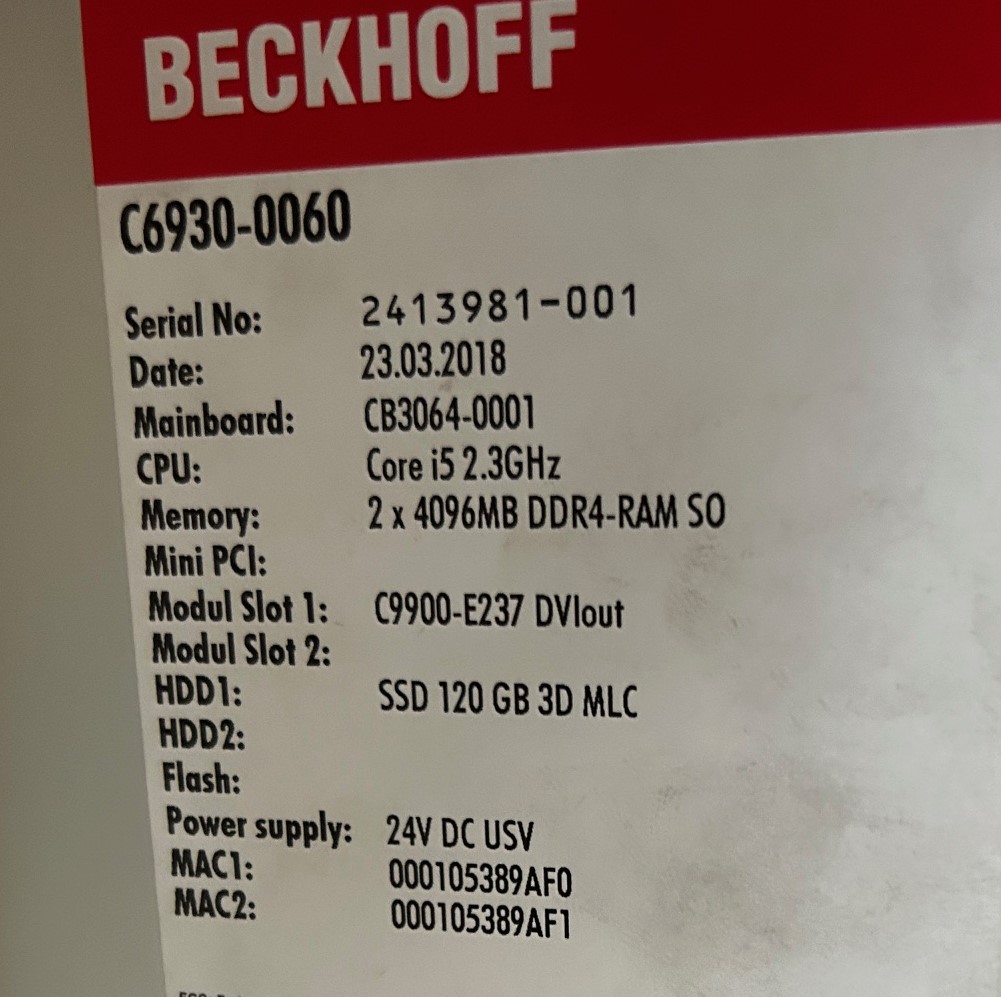 BECKHOFF
C6930-0060
Serial No: 2413981-001
Date: 23.03.2018
Mainboard: CB3064-0001
CPU: Core i5 2.3GHz
Memory: 2 x 4096MB DDR4-RAM SO
Mini PCI:
Modul Slot 1: C9900-E237 DVIout
Modul Slot 2:
HDD1: SSD 120 GB 3D MLC
HDD2:
Flash:
Power supply: 24V DC USV
MAC1: 000105389AF0
MAC2: 000105389AF1